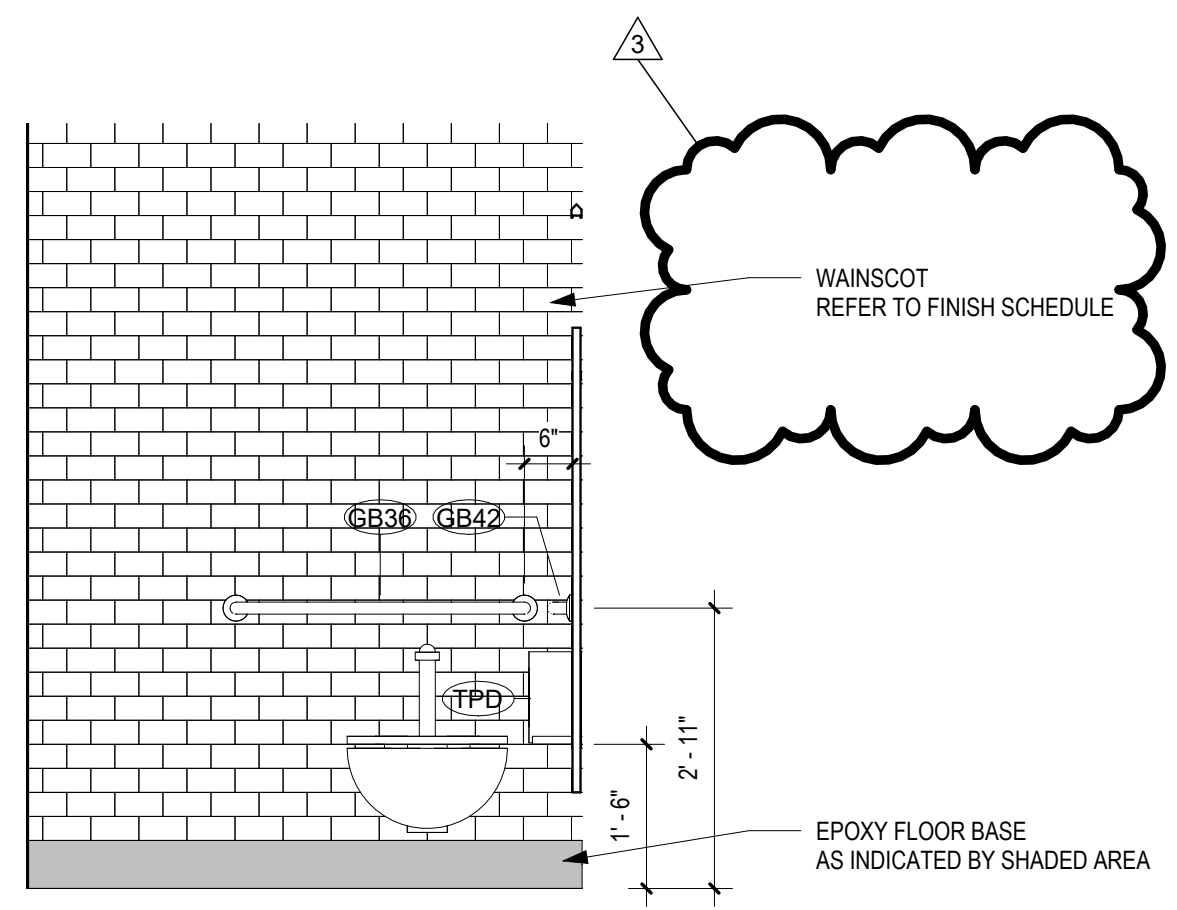 3
WAINSCOT
REFER TO FINISH SCHEDULE
6"
GB36
GB42
TPD
2' - 11"
1' - 6"
EPOXY FLOOR BASE
AS INDICATED BY SHADED AREA